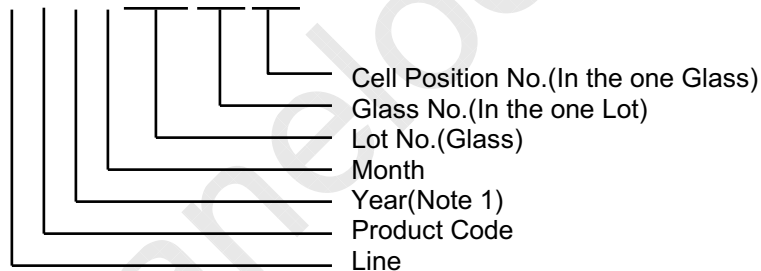 Cell Position No.(In the one Glass)
Glass No.(In the one Lot)
Lot No.(Glass)
Month
Year(Note 1)
Product Code
Line